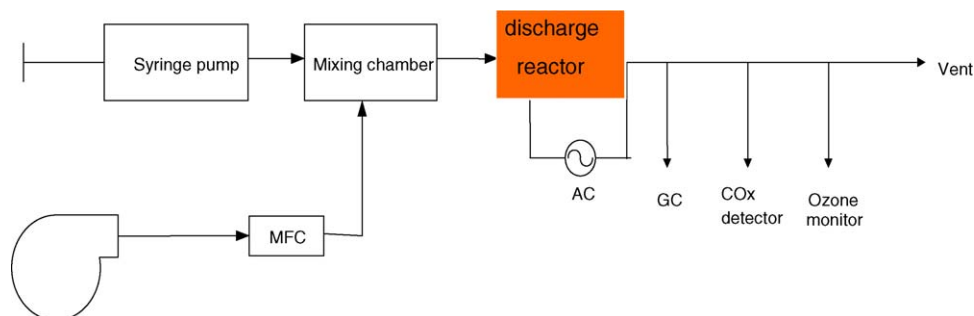 Syringe pump
Mixing chamber
discharge
reactor
Vent
AC
GC
COx
detector
Ozone
monitor
MFC